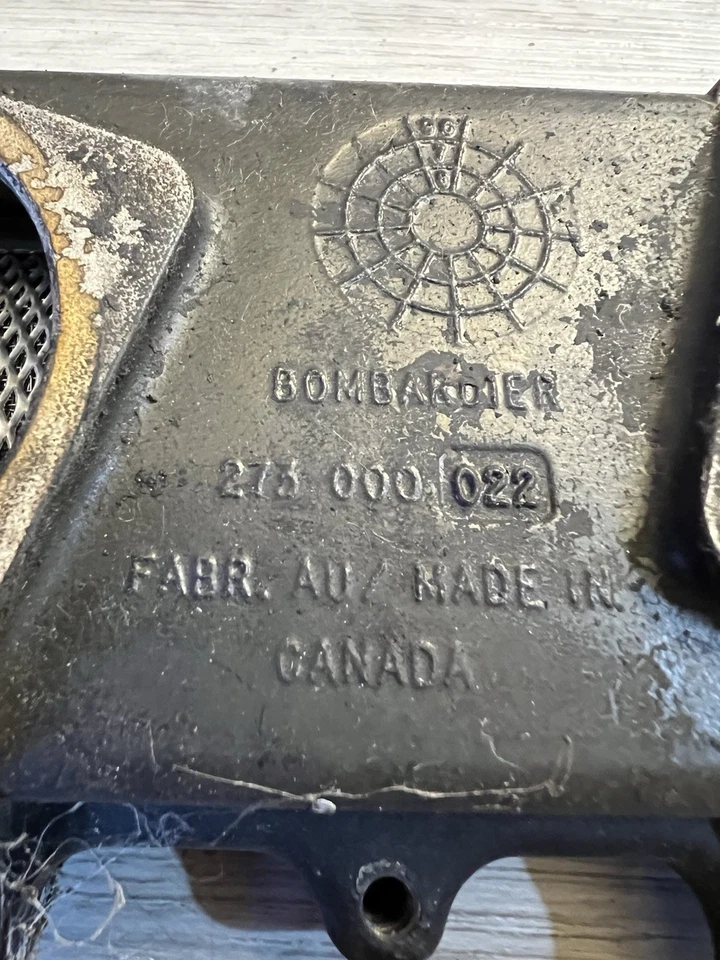 BOMBARDIER
273 000 022
FABR. AU/ MADE IN
CANADA